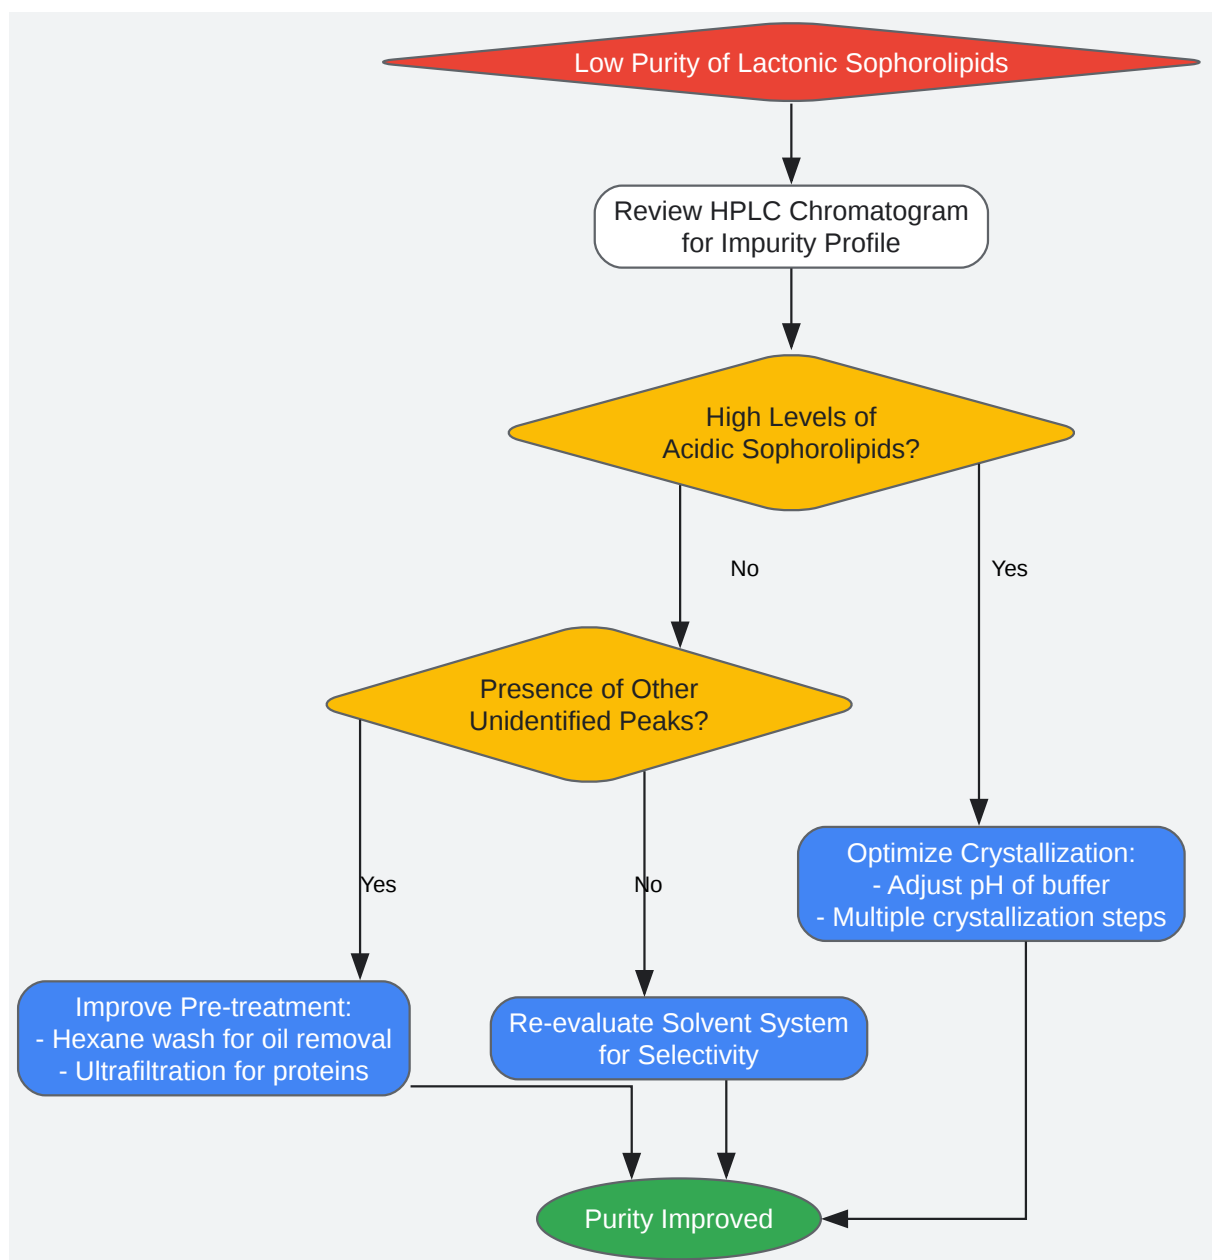 Low Purity of Lactonic Sophorolipids
Review HPLC Chromatogram
for Impurity Profile
High Levels of
Acidic Sophorolipids?
No
Yes
Presence of Other
Unidentified Peaks?
Optimize Crystallization:
- Adjust pH of buffer
- Multiple crystallization steps
Yes
No
Improve Pre-treatment:
- Hexane wash for oil removal
- Ultrafiltration for proteins
Re-evaluate Solvent System
for Selectivity
Purity Improved